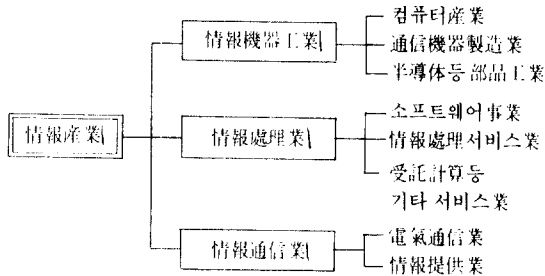 情報産業
情報機器工業
컴퓨터産業
通信機器製造業
半導体등 部品工業
情報處理業
소프트웨어事業
情報處理서비스業
受託計算등
기타 서비스業
情報通信業
電氣通信業
情報提供業